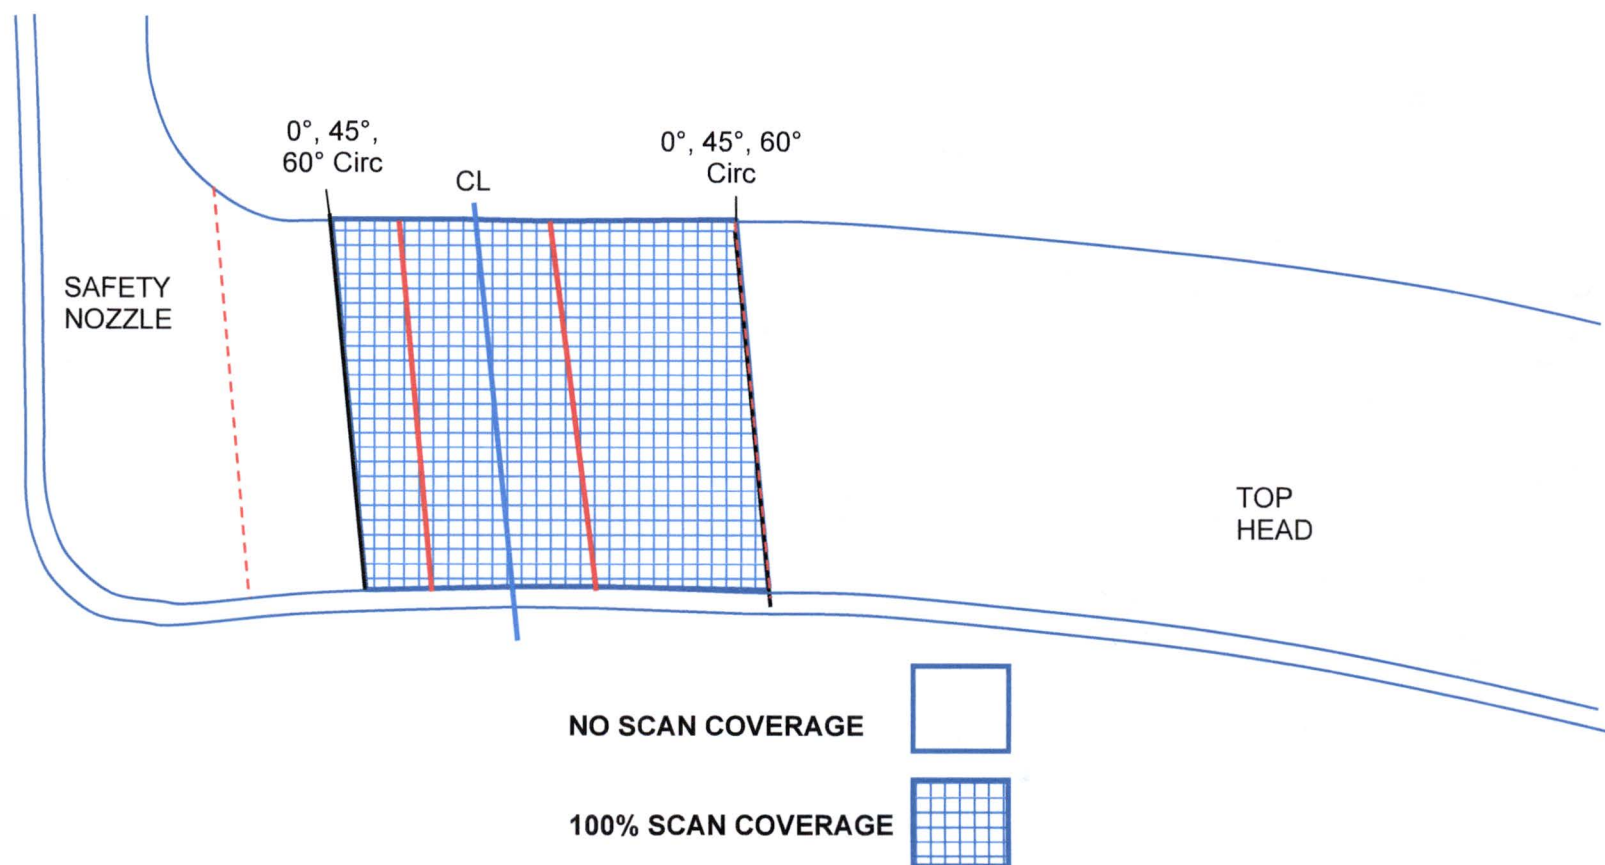 0°, 45°,
60° Circ
CL
0°, 45°, 60°
Circ
SAFETY
NOZZLE
TOP
HEAD
NO SCAN COVERAGE
100% SCAN COVERAGE